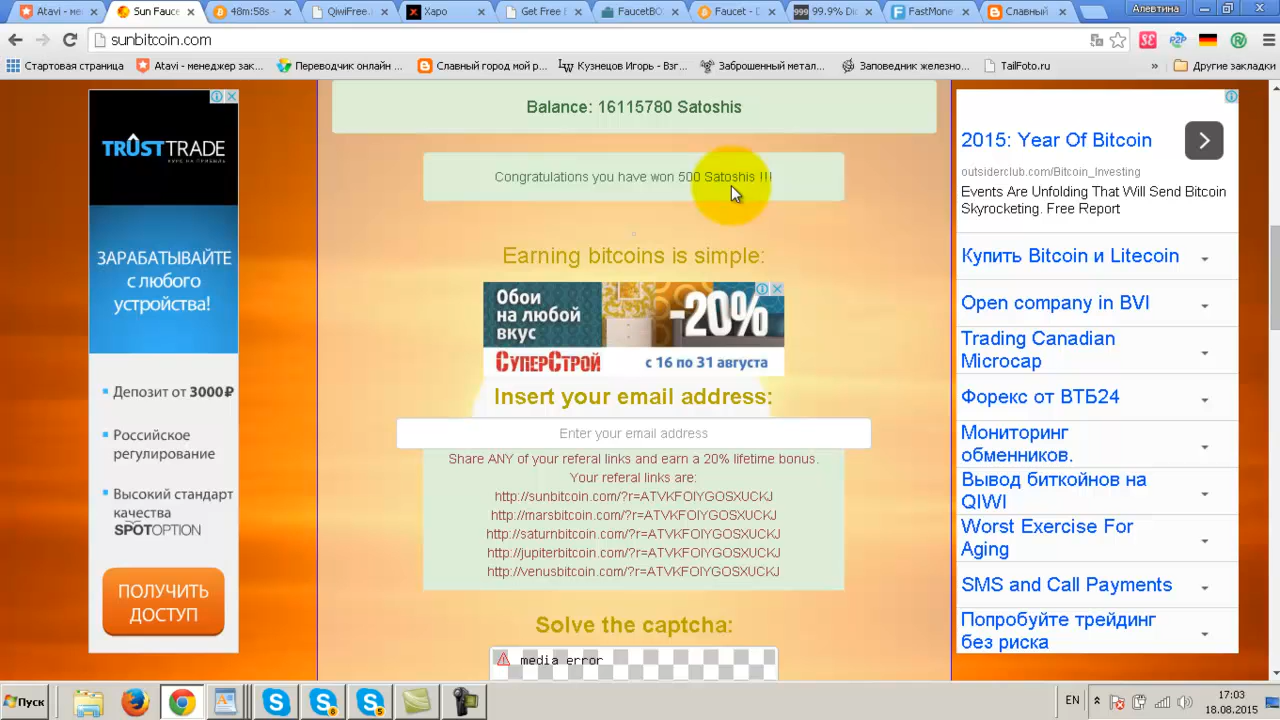 Atavi - ме
Sun Fauce
48m:58s -
QiwiFree.
Xapo
Get Free
FaucetBO
Faucet - D
99.9% Di
FastMone
Славный
Алевтина
sunbitcoin.com
Стартовая страница
Atavi - менеджер зак...
Переводчик онлайн ...
Славный город мой р...
Кузнецов Игорь - Взг...
Заброшенный метал...
Заповедник железно...
TailFoto.ru
»
Другие закладки
Balance: 16115780 Satoshis
Congratulations you have won 500 Satoshis !!!
Earning bitcoins is simple:
Обои
на любой
вкус
-20%
СУПЕРСТРОЙ
с 16 по 31 августа
Insert your email address:
Enter your email address
Share ANY of your referal links and earn a 20% lifetime bonus.
Your referal links are:
http://sunbitcoin.com/?r=ATVKFOIYGOSXUCKJ
http://marsbitcoin.com/?r=ATVKFOIYGOSXUCKJ
http://saturnbitcoin.com/?r=ATVKFOIYGOSXUCKJ
http://jupiterbitcoin.com/?r=ATVKFOIYGOSXUCKJ
http://venusbitcoin.com/?r=ATVKFOIYGOSXUCKJ
Solve the captcha:
media error
TRUSTTRADE
КУРС НА ПРИБЫЛЬ
ЗАРАБАТЫВАЙТЕ
с любого
устройства!
Депозит от 3000₽
Российское
регулирование
Высокий стандарт
качества
SPOTOPTION
ПОЛУЧИТЬ
ДОСТУП
2015: Year Of Bitcoin
outsiderclub.com/Bitcoin_Investing
Events Are Unfolding That Will Send Bitcoin
Skyrocketing. Free Report
Купить Bitcoin и Litecoin
Open company in BVI
Trading Canadian
Microcap
Форекс от ВТБ24
Мониторинг
обменников.
Вывод биткойнов на
QIWI
Worst Exercise For
Aging
SMS and Call Payments
Попробуйте трейдинг
без риска
Пуск
EN
17:03
18.08.2015